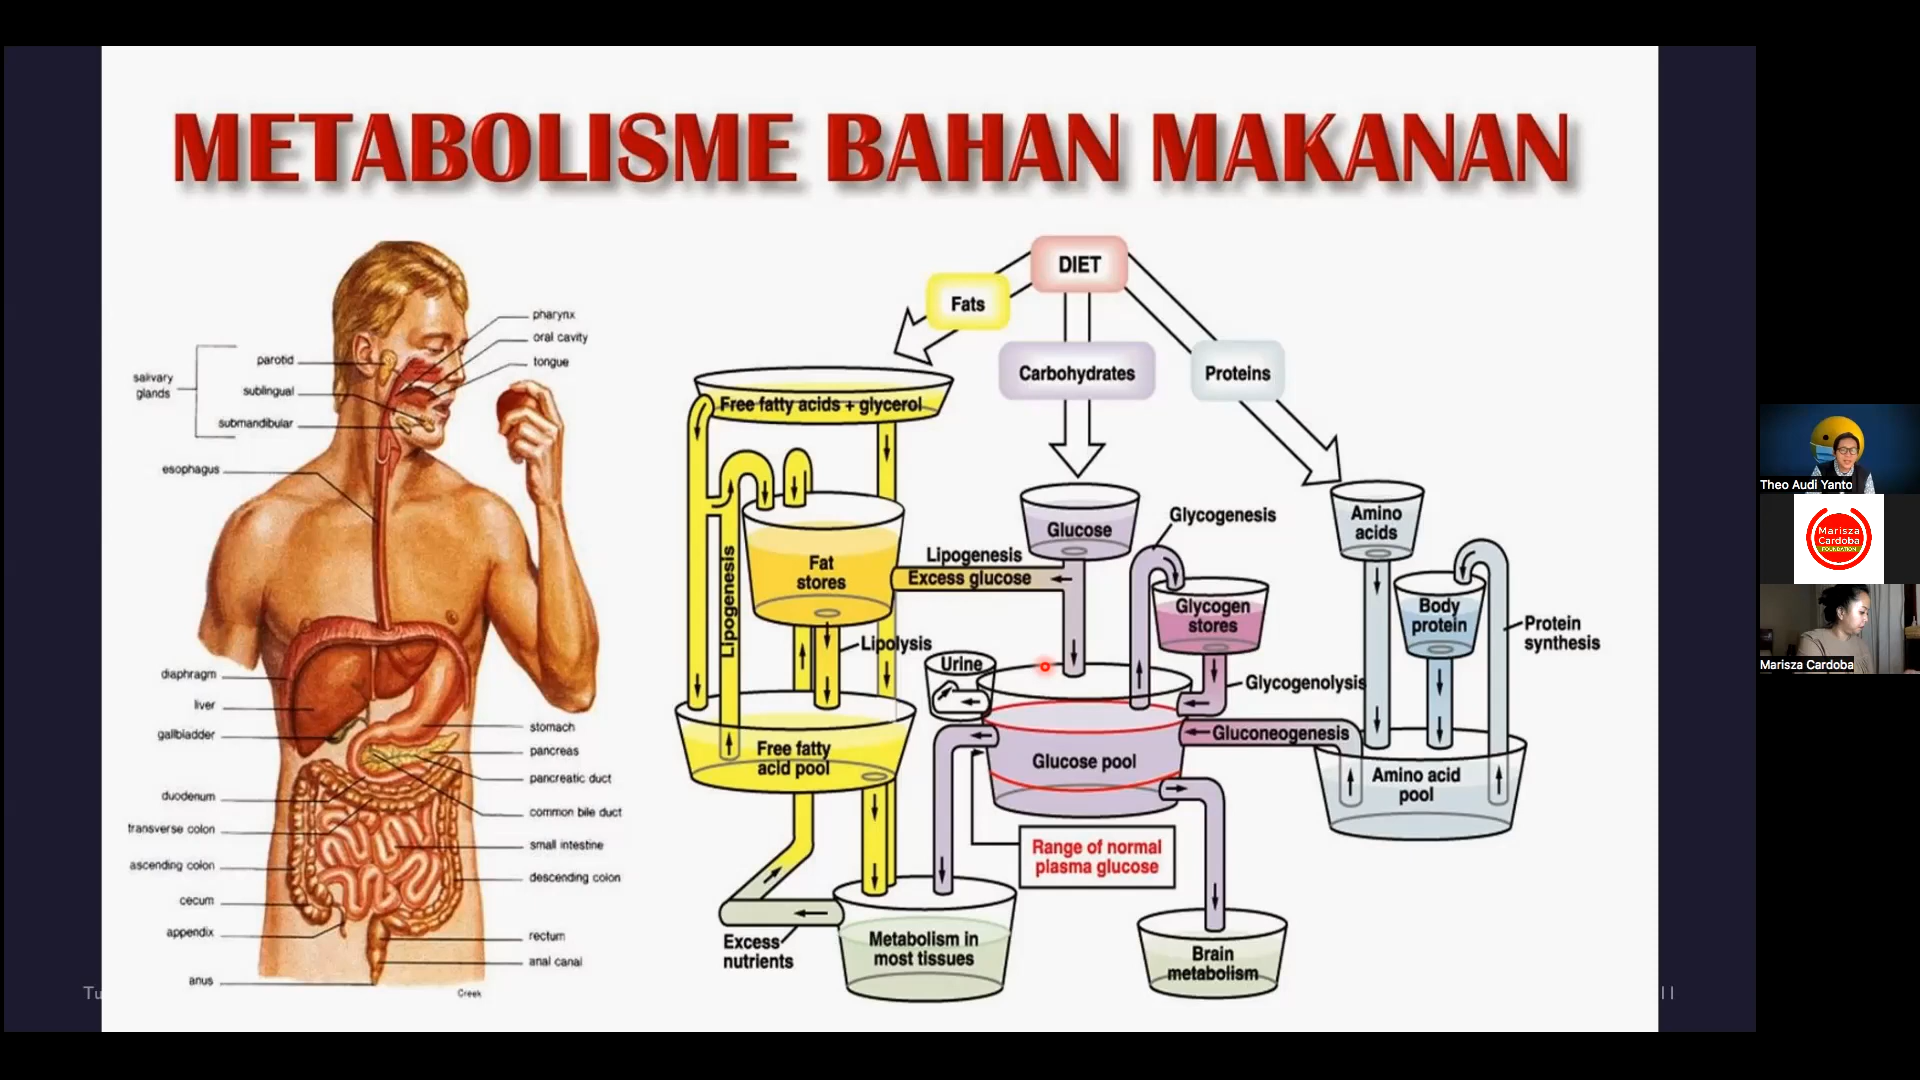 METABOLISME BAHAN MAKANAN
salivary
glands
parotid
sublingual
submandibular
esophagus
diaphragm
liver
gallbladder
duodenum
transverse colon
ascending colon
cecum
appendix
anus
pharynx
oral cavity
tongue
stomach
pancreas
pancreatic duct
common bile duct
small intestine
descending colon
rectum
anal canal
Creek
DIET
Fats
Carbohydrates
Proteins
Free fatty acids + glycerol
Glucose
Amino
acids
Glycogenesis
Lipogenesis
Excess glucose
Fat
stores
Lipogenesis
Glycogen
stores
Body
protein
Protein
synthesis
Lipolysis
Urine
Glycogenolysis
Gluconeogenesis
Free fatty
acid pool
Glucose pool
Amino acid
pool
Range of normal
plasma glucose
Excess
nutrients
Metabolism in
most tissues
Brain
metabolism
Theo Audi Yanto
Marisza
Cardoba
FOUNDATION
Marisza Cardoba